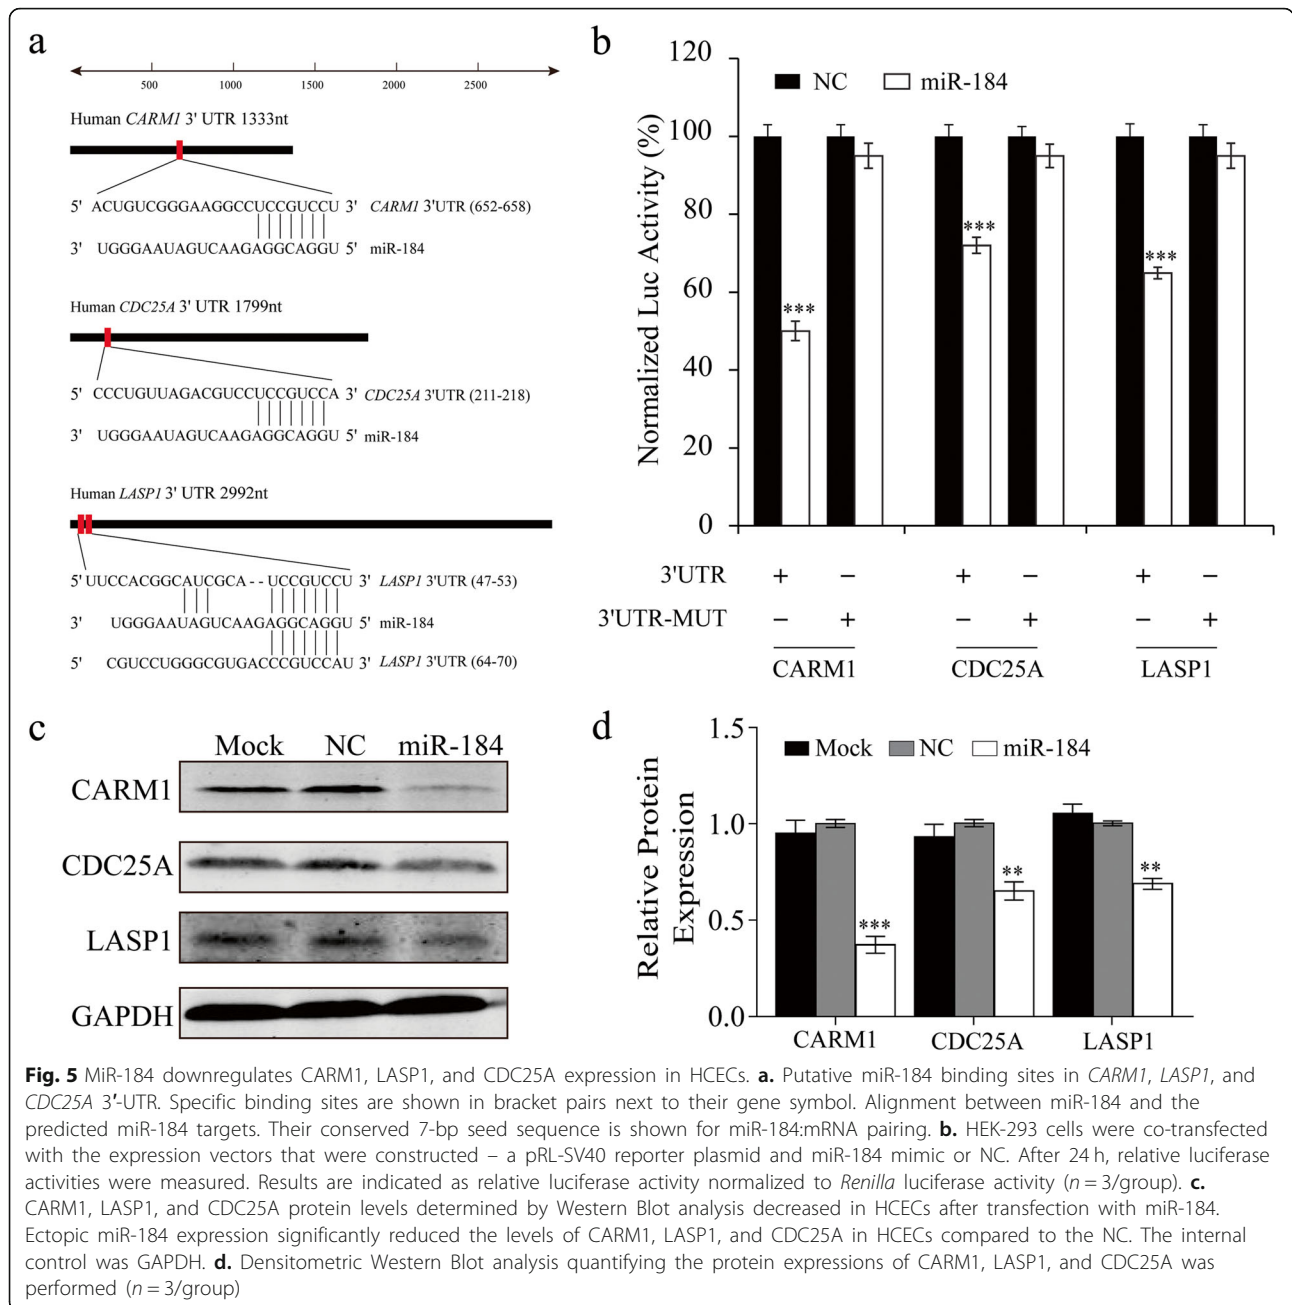 a
500 1000 1500 2000 2500
Human CARM1 3' UTR 1333nt
5' ACUGUCGGGAAGGCCUCCGUCCU 3' CARM1 3'UTR (652-658)
3' UGGGAAUAGUCAAGAGGCAGGU 5' miR-184
Human CDC25A 3' UTR 1799nt
5' CCCUGUUAGACGUCCUCCGUCCA 3' CDC25A 3'UTR (211-218)
3' UGGGAAUAGUCAAGAGGCAGGU 5' miR-184
Human LASP1 3' UTR 2992nt
5' UUCCACGGCAUCGCA - - UCCGUCCU 3' LASP1 3'UTR (47-53)
3' UGGGAAUAGUCAAGAGGCAGGU 5' miR-184
5' CGUCCUGGGCGUGACCCGUCCAU 3' LASP1 3'UTR (64-70)
b
Normalized Luc Activity (%)
120
100
80
60
40
20
0
NC miR-184
***
***
***
3'UTR + − + − + −
3'UTR-MUT − + − + − +
CARM1 CDC25A LASP1
c
Mock NC miR-184
CARM1
CDC25A
LASP1
GAPDH
d
Relative Protein
Expression
1.5
1.0
0.5
0.0
Mock NC miR-184
***
**
**
CARM1 CDC25A LASP1
Fig. 5 MiR-184 downregulates CARM1, LASP1, and CDC25A expression in HCECs. a. Putative miR-184 binding sites in CARM1, LASP1, and
CDC25A 3′-UTR. Specific binding sites are shown in bracket pairs next to their gene symbol. Alignment between miR-184 and the
predicted miR-184 targets. Their conserved 7-bp seed sequence is shown for miR-184:mRNA pairing. b. HEK-293 cells were co-transfected
with the expression vectors that were constructed – a pRL-SV40 reporter plasmid and miR-184 mimic or NC. After 24 h, relative luciferase
activities were measured. Results are indicated as relative luciferase activity normalized to Renilla luciferase activity (n = 3/group). c.
CARM1, LASP1, and CDC25A protein levels determined by Western Blot analysis decreased in HCECs after transfection with miR-184.
Ectopic miR-184 expression significantly reduced the levels of CARM1, LASP1, and CDC25A in HCECs compared to the NC. The internal
control was GAPDH. d. Densitometric Western Blot analysis quantifying the protein expressions of CARM1, LASP1, and CDC25A was
performed (n = 3/group)